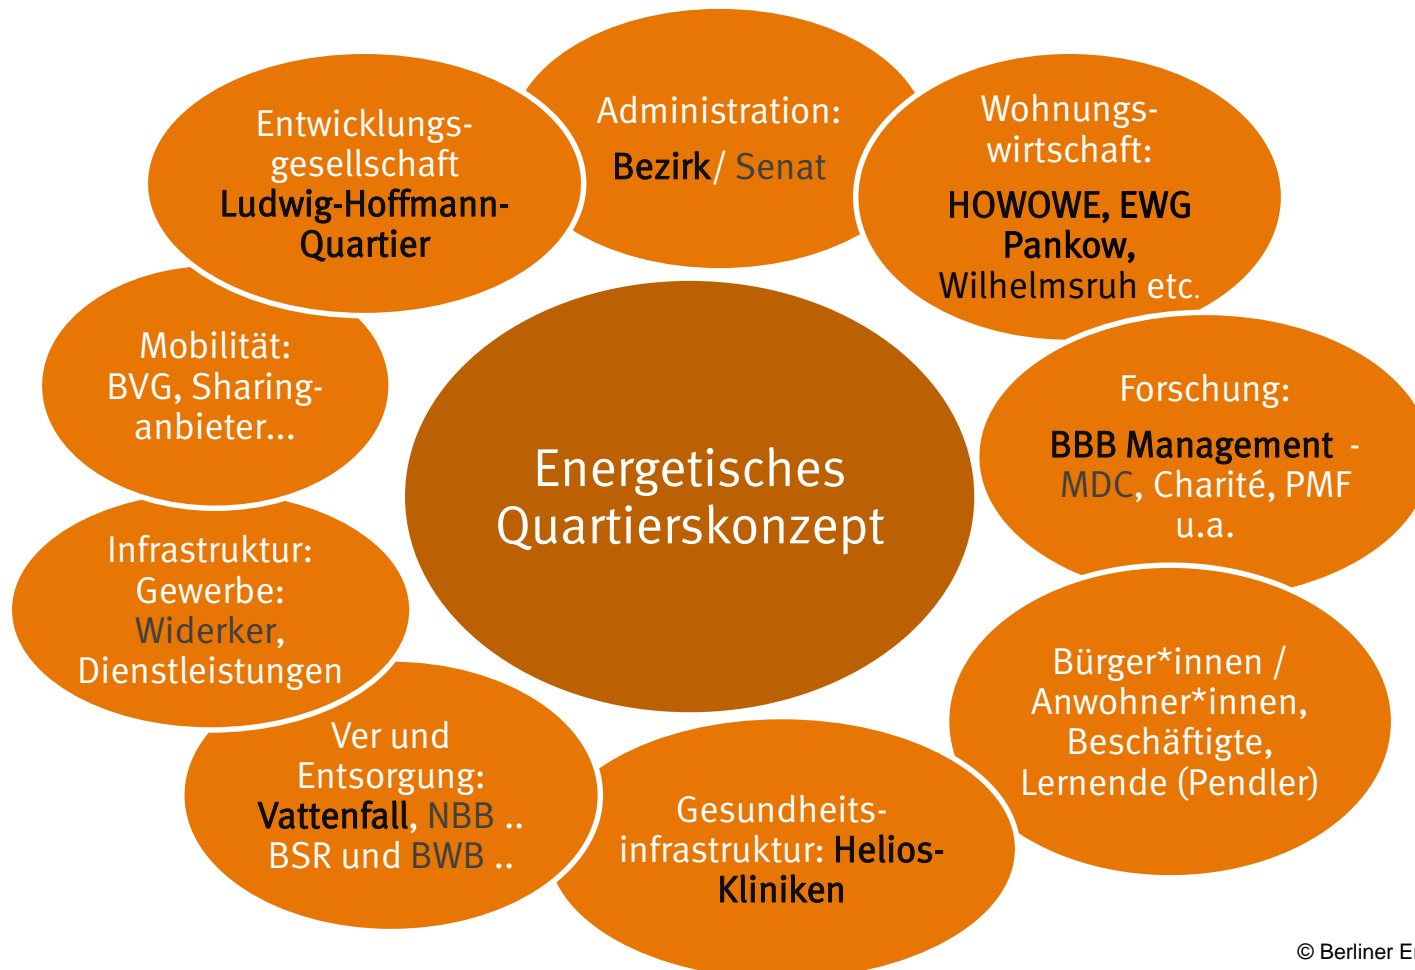 Administration:
Bezirk/ Senat
Wohnungs-
wirtschaft:
HOWOWE, EWG
Pankow,
Wilhelmsruh etc.
Forschung:
BBB Management -
MDC, Charité, PMF
u.a.
Bürger*innen /
Anwohner*innen,
Beschäftigte,
Lernende (Pendler)
Gesundheits-
infrastruktur: Helios-
Kliniken
Ver und
Entsorgung:
Vattenfall, NBB ..
BSR und BWB ..
Infrastruktur:
Gewerbe:
Widerker,
Dienstleistungen
Mobilität:
BVG, Sharing-
anbieter...
Entwicklungs-
gesellschaft
Ludwig-Hoffmann-
Quartier
Energetisches
Quartierskonzept
© Berliner